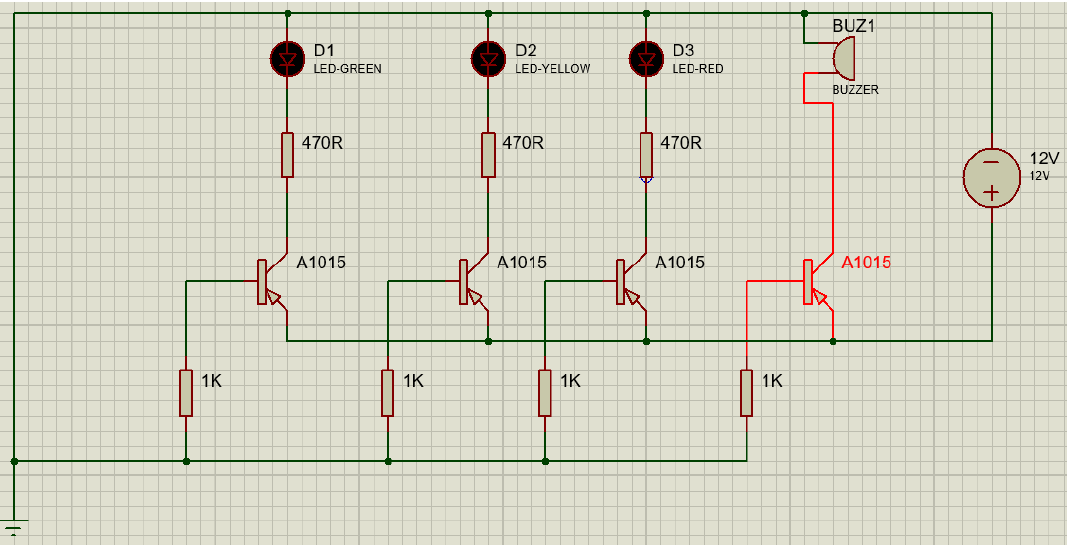 D1
LED-GREEN
D2
LED-YELLOW
D3
LED-RED
BUZ1
BUZZER
470R
470R
470R
12V
12V
A1015
A1015
A1015
A1015
1K
1K
1K
1K